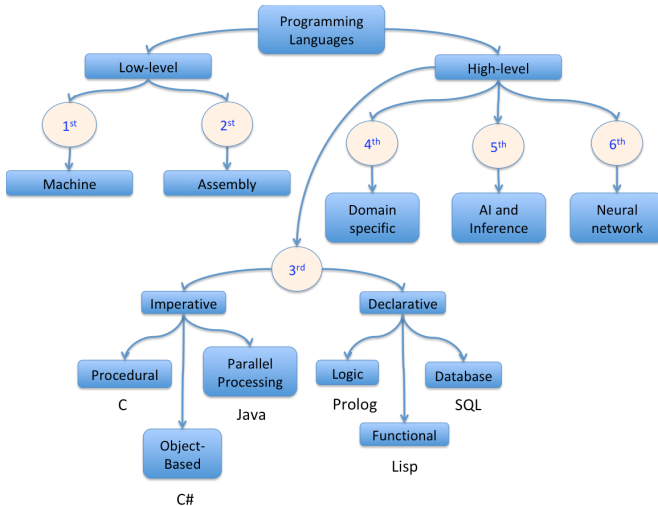 Programming
Languages
Low-level
High-level
1st
2st
4th
5th
6th
Machine
Assembly
Domain
specific
AI and
Inference
Neural
network
3rd
Imperative
Declarative
Procedural
Parallel
Processing
Logic
Database
C
Java
Prolog
SQL
Object-
Based
Functional
C#
Lisp